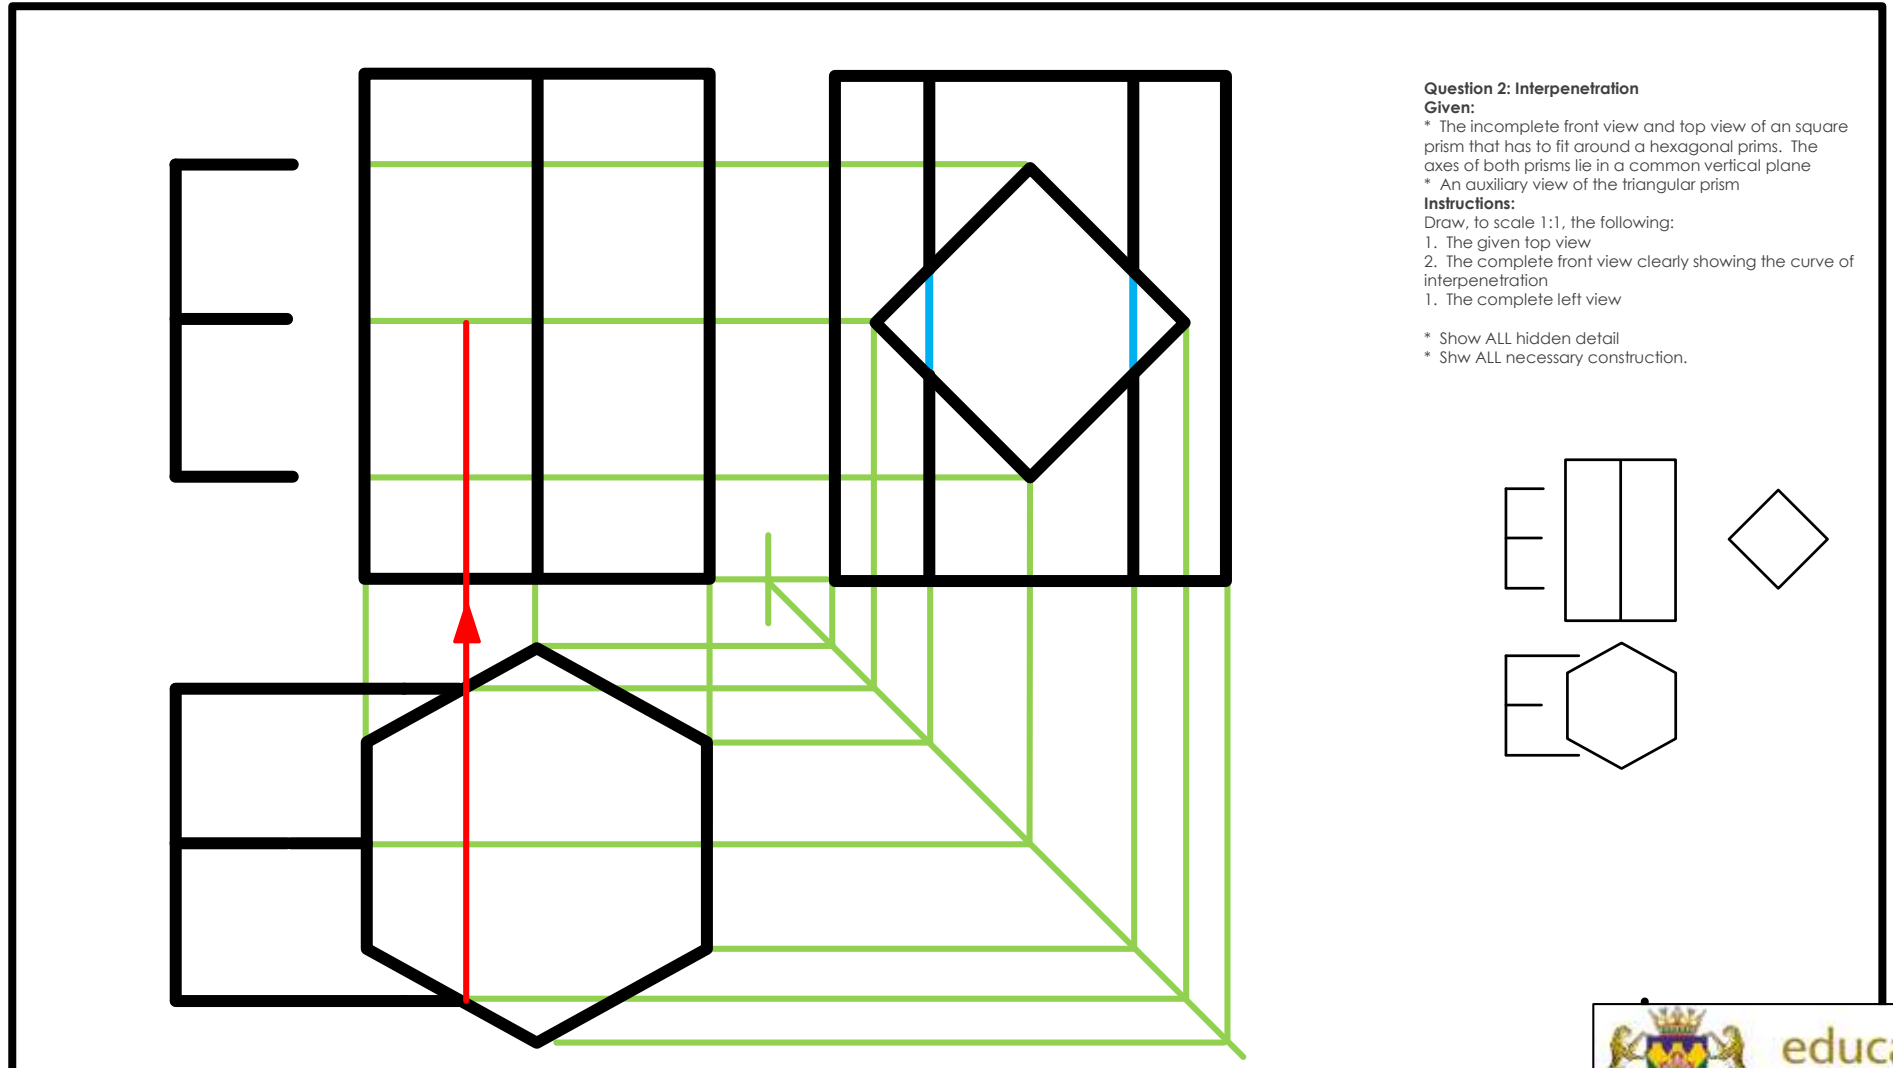 Question 2: Interpenetration
Given:
* The incomplete front view and top view of an square
prism that has to fit around a hexagonal prims. The
axes of both prisms lie in a common vertical plane
* An auxiliary view of the triangular prism
Instructions:
Draw, to scale 1:1, the following:
1. The given top view
2. The complete front view clearly showing the curve of
interpenetration
1. The complete left view
* Show ALL hidden detail
* Shw ALL necessary construction.